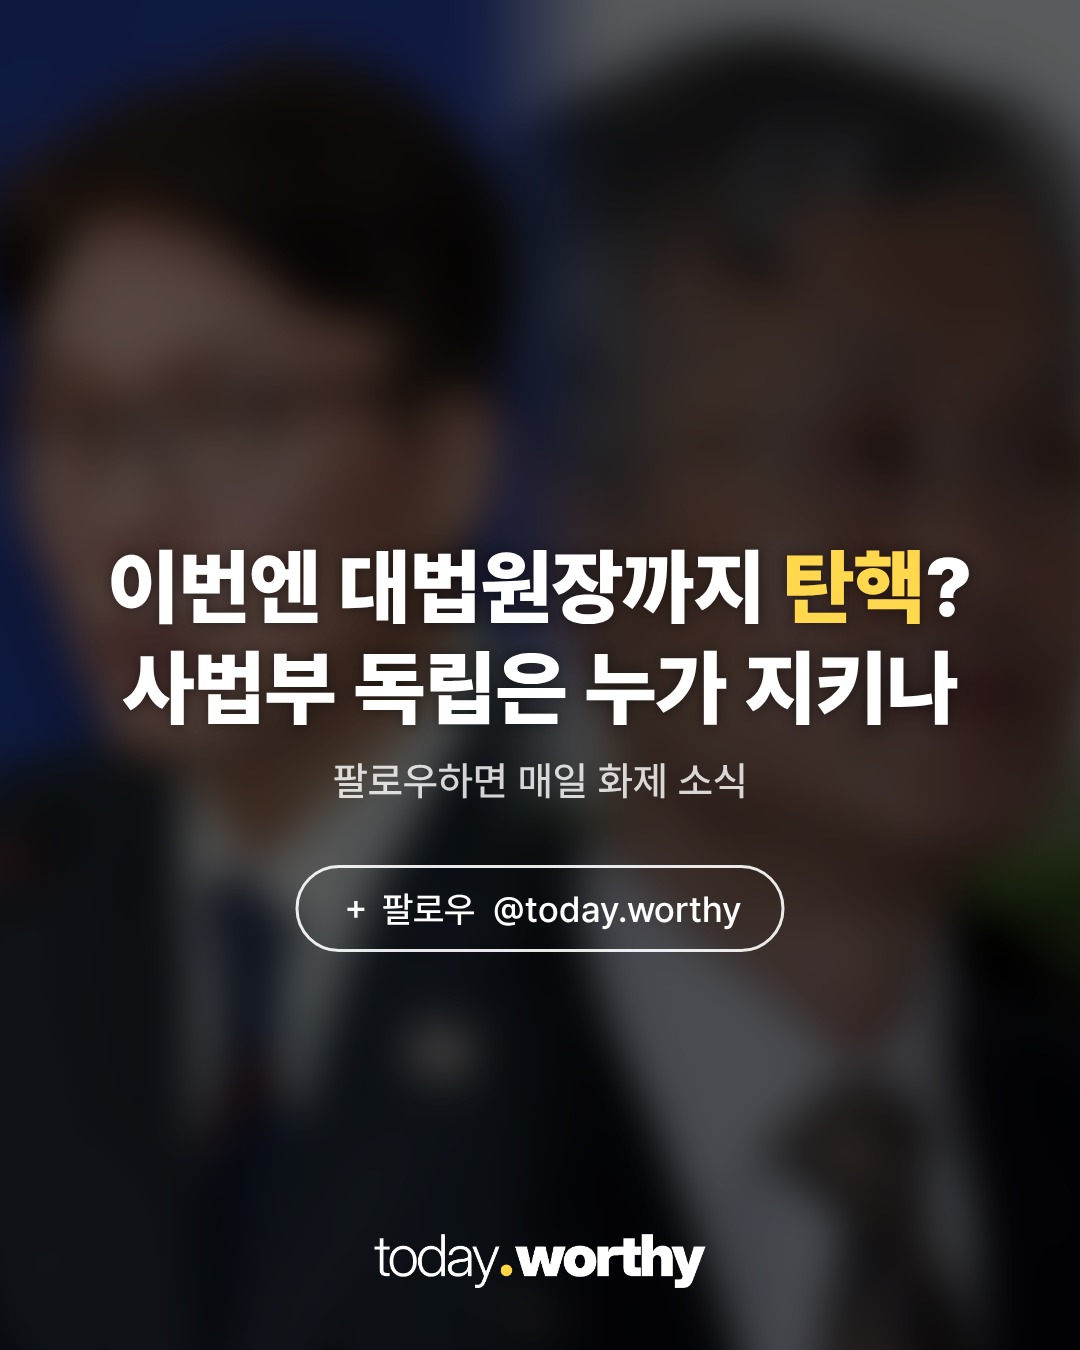 이번엔 대법원장까지 탄핵?
사법부 독립은 누가 지키나
팔로우하면 매일 화제 소식
+ 팔로우 @today.worthy
today.worthy